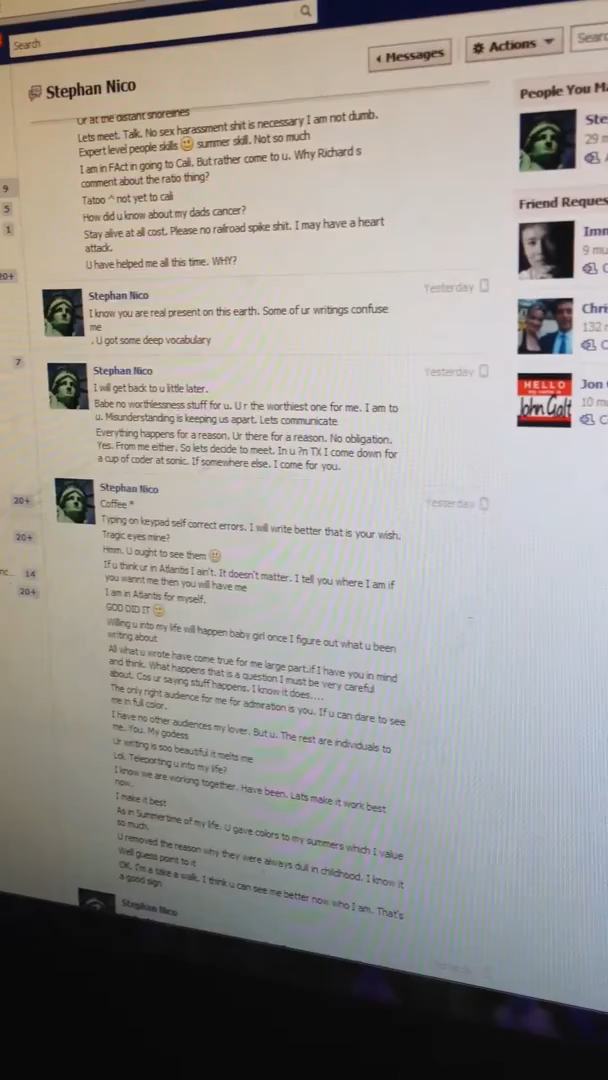 Search
Messages
Actions
Sear
Stephan Nico
People You M
Ur at the distant shorelines
Lets meet. Talk. No sex harassment shit is necessary I am not dumb.
Expert level people skills summer skill. Not so much
I am in FAct in going to Cali. But rather come to u. Why Richard s
comment about the ratio thing?
Tatoo ^ not yet to cali
How did u know about my dads cancer?
Stay alive at all cost. Please no railroad spike shit. I may have a heart
attack.
U have helped me all this time. WHY?
Ste
29 m
Friend Reques
Imm
9 mu
Chri
132 m
HELLO
my name is
John Galt
Jon
10 m
9
5
1
20+
7
20+
20+
14
20+
Stephan Nico
Yesterday
I know you are real present on this earth. Some of ur writings confuse
me
. U got some deep vocabulary
Stephan Nico
Yesterday
I will get back to u little later.
Babe no worthlessness stuff for u. U r the worthiest one for me. I am to
u. Misunderstanding is keeping us apart. Lets communicate
Everything happens for a reason. Ur there for a reason. No obligation.
Yes. From me either. So lets decide to meet. In u ?n TX I come down for
a cup of coder at sonic. If somewhere else. I come for you.
Stephan Nico
Yesterday
Coffee *
Typing on keypad self correct errors. I will write better that is your wish.
Tragic eyes mine?
Hmm. U ought to see them
If u think ur in Atlantis I ain't. It doesn't matter. I tell you where I am if
you wannt me then you will have me
I am in Atlantis for myself.
GOD DID IT
Willing u into my life will happen baby girl once I figure out what u been
writing about
All what u wrote have come true for me large part.if I have you in mind
and think. What happens that is a question I must be very careful
about. Cos ur saying stuff happens. I know it does....
The only right audience for me for admiration is you. If u can dare to see
me in full color.
I have no other audiences my lover. But u. The rest are individuals to
me. You. My godess
Ur writing is soo beautiful it melts me
Lol. Teleporting u into my life?
I know we are working together. Have been. Lats make it work best
now.
I make it best
As in Summertime of my life. U gave colors to my summers which I value
so much.
U removed the reason why they were always dull in childhood. I know it
Well guess point to it
OK. I'm a take a walk. I think u can see me better now who I am. That's
a good sign
Stephan Nico